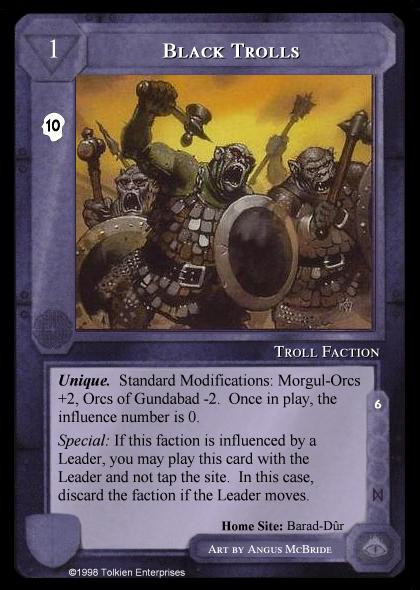 1
BLACK TROLLS
10
TROLL FACTION
Unique. Standard Modifications: Morgul-Orcs
+2, Orcs of Gundabad -2. Once in play, the
influence number is 0.
6
Special: If this faction is influenced by a
Leader, you may play this card with the
Leader and not tap the site. In this case,
discard the faction if the Leader moves.
Home Site: Barad-Dûr
ART BY ANGUS MCBRIDE
©1998 Tolkien Enterprises